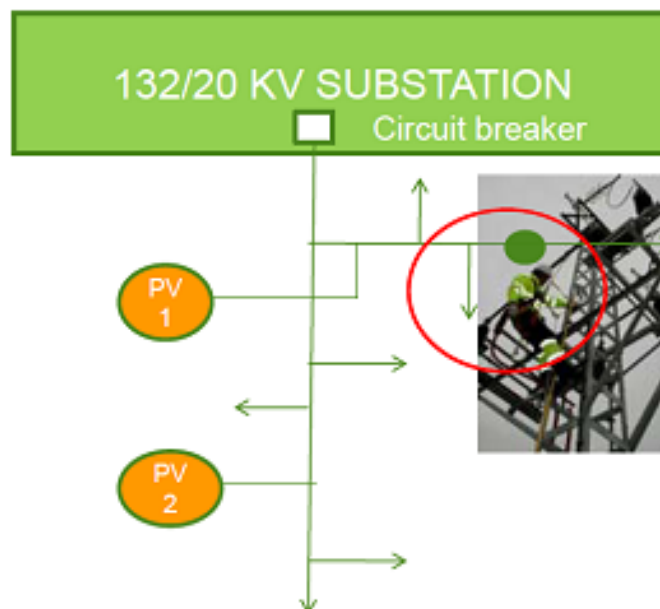 132/20 KV SUBSTATION
Circuit breaker
PV
1
PV
2